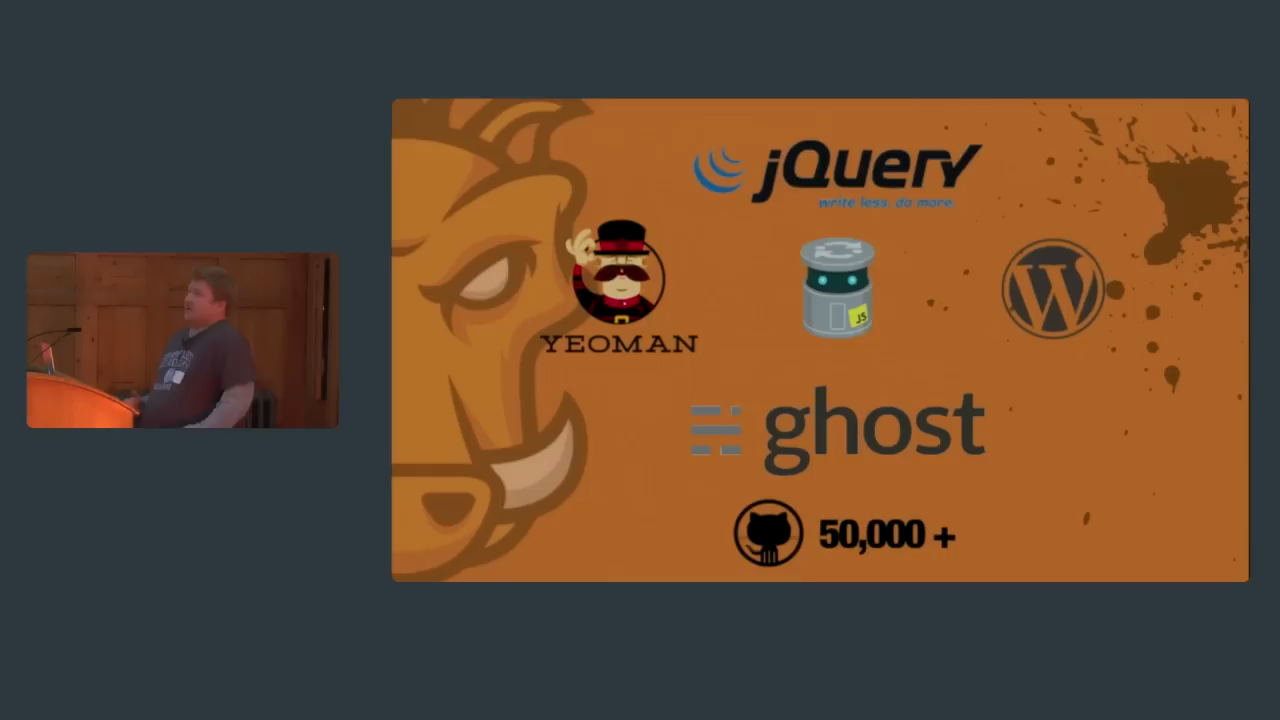 jQuery
write less, do more.
YEOMAN
JS
W
ghost
50,000 +